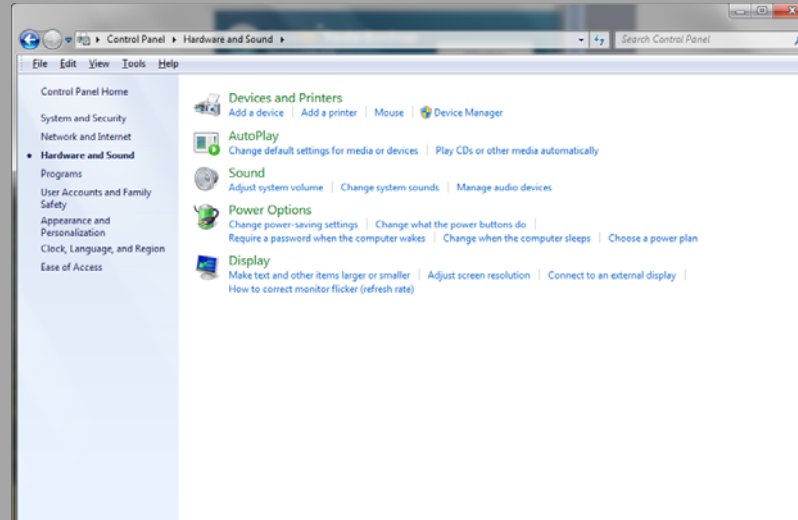 Control Panel Hardware and Sound
Search Control Panel
File Edit View Tools Help
Control Panel Home
System and Security
Network and Internet
Hardware and Sound
Programs
User Accounts and Family
Safety
Appearance and
Personalization
Clock, Language, and Region
Ease of Access
Devices and Printers
Add a device Add a printer Mouse Device Manager
AutoPlay
Change default settings for media or devices Play CDs or other media automatically
Sound
Adjust system volume Change system sounds Manage audio devices
Power Options
Change power-saving settings Change what the power buttons do
Require a password when the computer wakes Change when the computer sleeps Choose a power plan
Display
Make text and other items larger or smaller Adjust screen resolution Connect to an external display
How to correct monitor flicker (refresh rate)